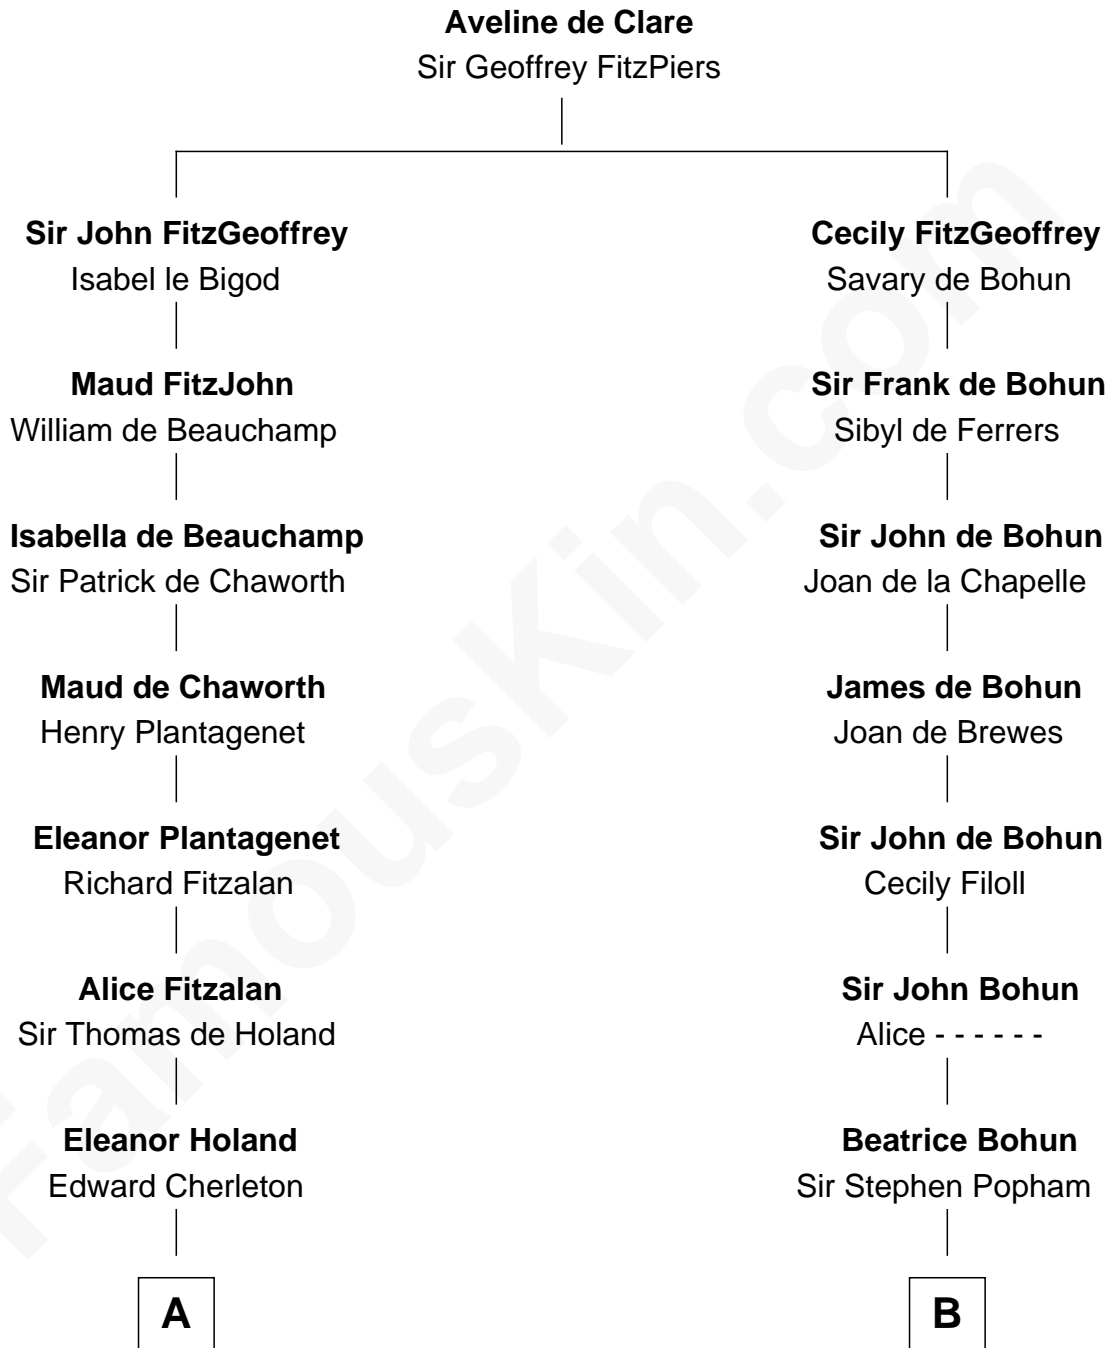 Aveline de Clare
Sir Geoffrey FitzPiers
Sir John FitzGeoffrey
Isabel le Bigod
Cecily FitzGeoffrey
Savary de Bohun
Maud FitzJohn
William de Beauchamp
Sir Frank de Bohun
Sibyl de Ferrers
Isabella de Beauchamp
Sir Patrick de Chaworth
Sir John de Bohun
Joan de la Chapelle
Maud de Chaworth
Henry Plantagenet
James de Bohun
Joan de Brewes
Eleanor Plantagenet
Richard Fitzalan
Sir John de Bohun
Cecily Filoll
Alice Fitzalan
Sir Thomas de Holand
Sir John Bohun
Alice - - - - - -
Eleanor Holand
Edward Cherleton
Beatrice Bohun
Sir Stephen Popham
A
B
FamousKin.com